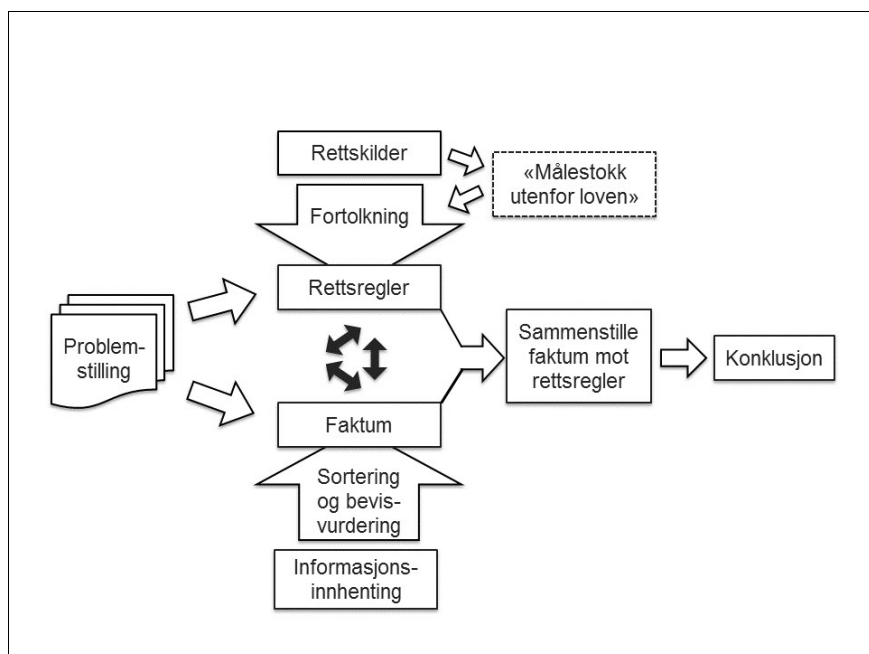 Rettskilder
«Målestokk
utenfor loven»
Fortolkning
Rettsregler
Problem-
stilling
Sammenstille
faktum mot
rettsregler
Konklusjon
Faktum
Sortering
og bevis-
vurdering
Informasjons-
innhenting